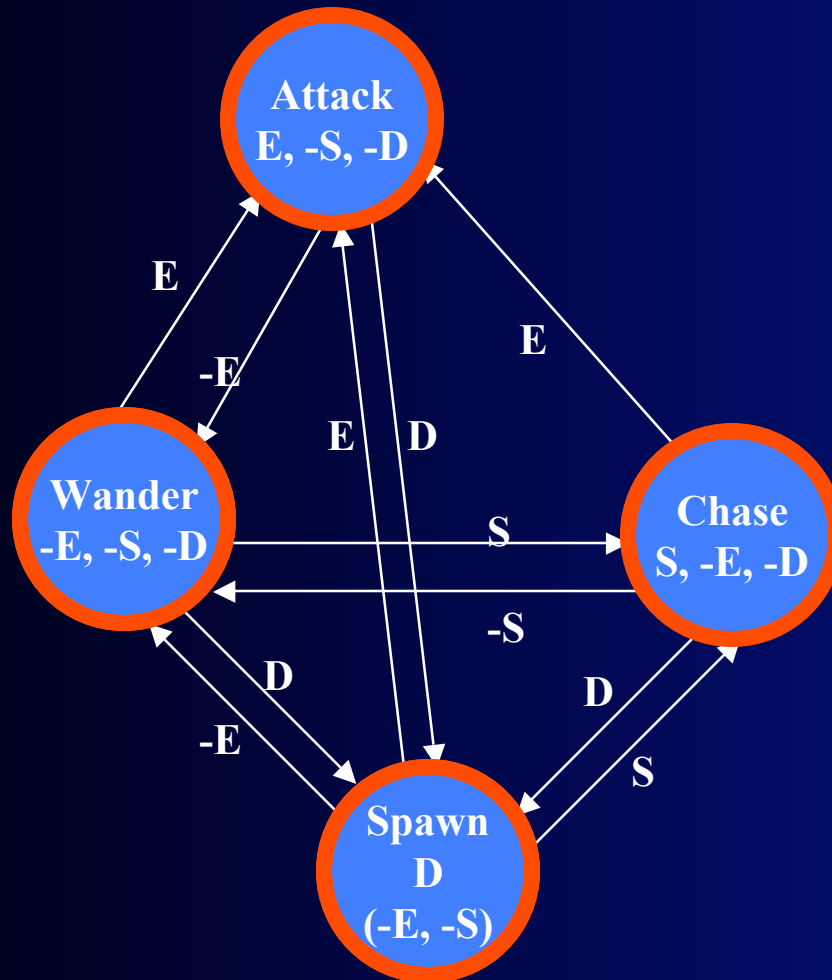 Attack
E, -S, -D
E
-E
E
E
D
Wander
-E, -S, -D
Chase
S, -E, -D
S
-S
D
-E
D
S
Spawn
D
(-E, -S)